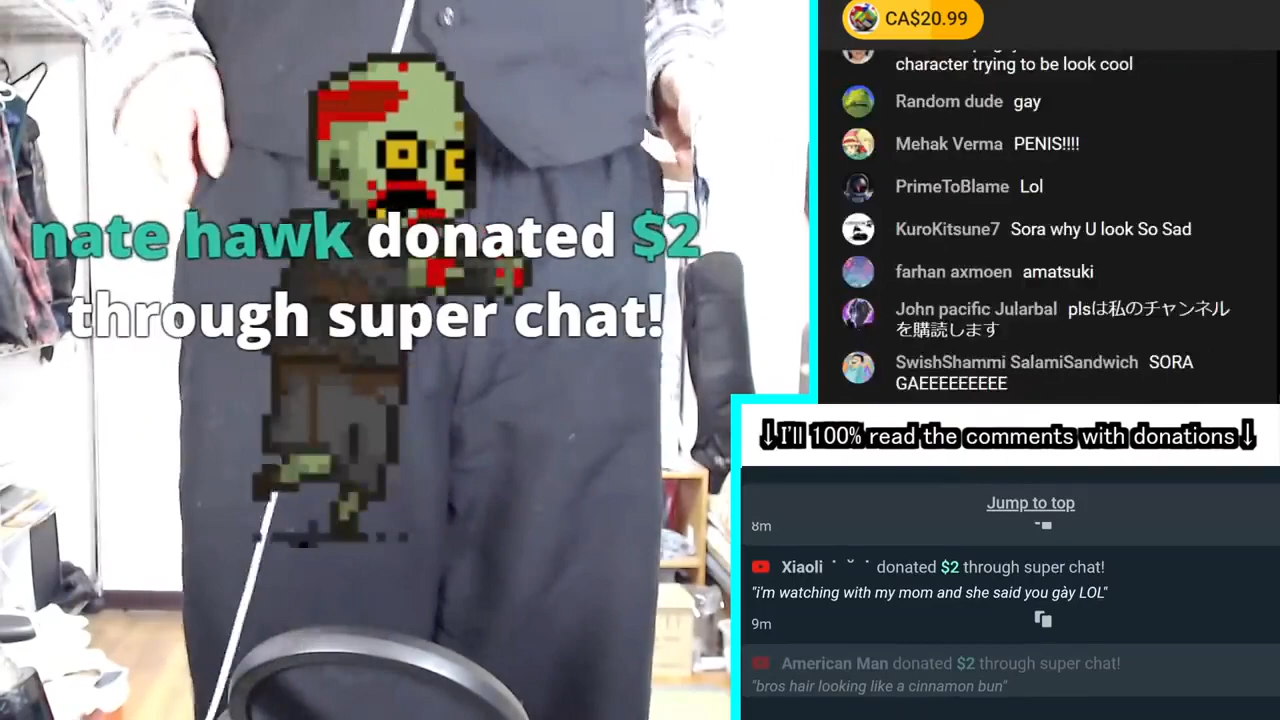 nate hawk donated $2
through super chat!
CA$20.99
character trying to be look cool
Random dude gay
Mehak Verma PENIS!!!!
PrimeToBlame Lol
KuroKitsune7 Sora why U look So Sad
farhan axmoen amatsuki
John pacific Jularbal plsは私のチャンネル
を購読します
SwishShammi SalamiSandwich SORA
GAEEEEEEEEE
↓I'll 100% read the comments with donations↓
Jump to top
8m
Xiaoli donated $2 through super chat!
"i'm watching with my mom and she said you gày LOL"
9m
American Man donated $2 through super chat!
"bros hair looking like a cinnamon bun"